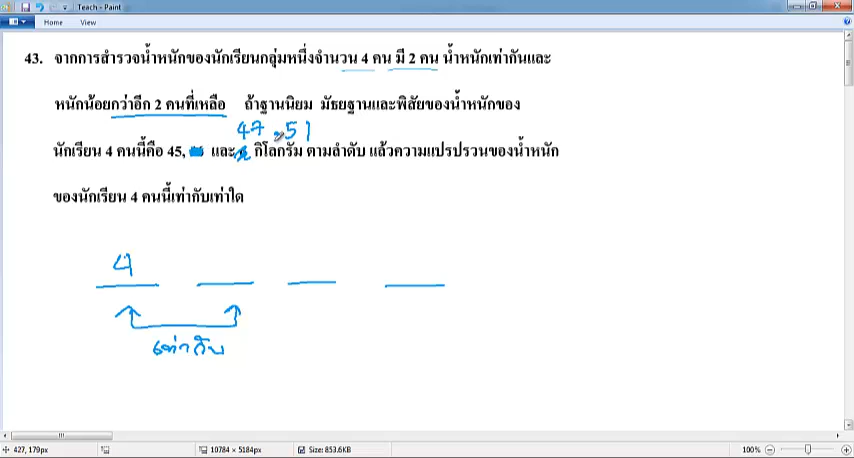 Teach - Paint
Home View
43. จากการสำรวจน้ำหนักของนักเรียนกลุ่มหนึ่งจำนวน 4 คน มี 2 คน น้ำหนักเท่ากันและ
หนักน้อยกว่าอีก 2 คนที่เหลือ ถ้าฐานนิยม มัธยฐานและพิสัยของน้ำหนักของ
47 51
นักเรียน 4 คนนี้คือ 45, และ กิโลกรัม ตามลำดับ แล้วความแปรปรวนของน้ำหนัก
ของนักเรียน 4 คนนี้เท่ากับเท่าใด
4
เท่ากับ
427, 179px 10784 × 5184px Size: 853.6KB 100%